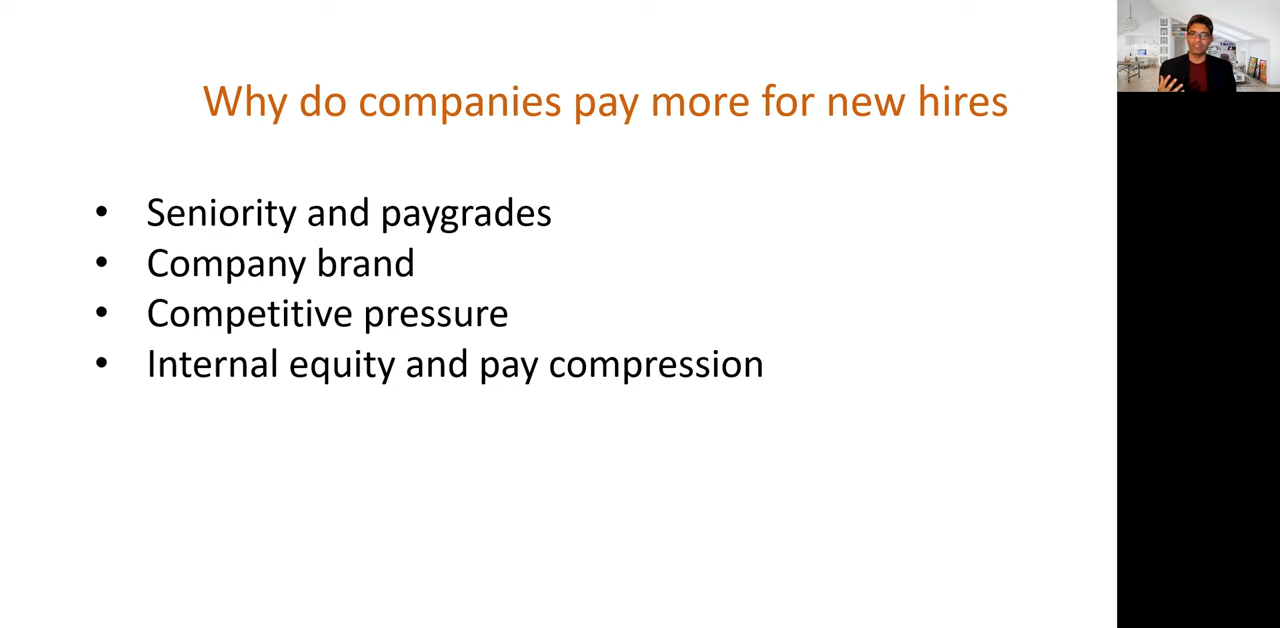 Why do companies pay more for new hires
• Seniority and paygrades
• Company brand
• Competitive pressure
• Internal equity and pay compression